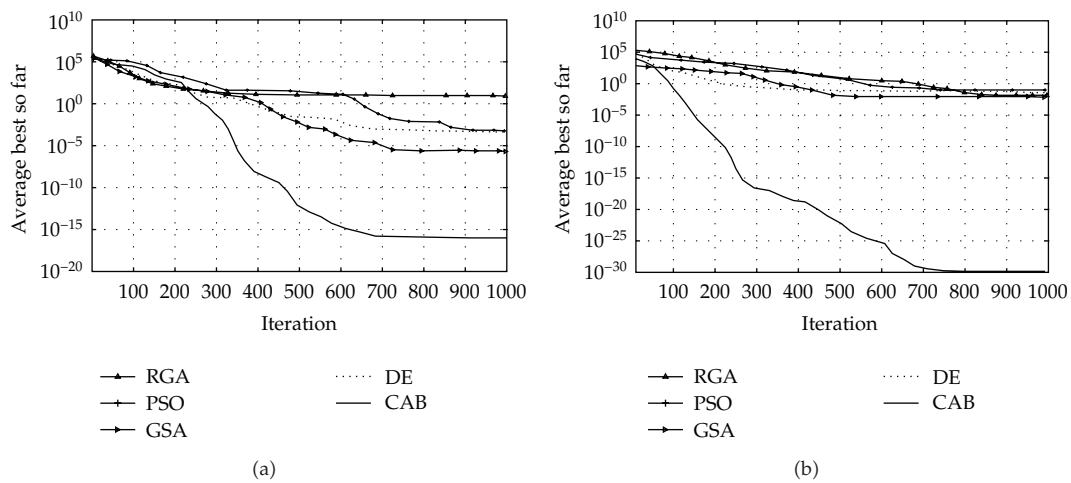 10^10
10^5
10^0
10^−5
10^−10
10^−15
10^−20
Average best so far
100 200 300 400 500 600 700 800 900 1000
Iteration
RGA
PSO
GSA
DE
CAB
(a)
10^10
10^5
10^0
10^−5
10^−10
10^−15
10^−20
10^−25
10^−30
Average best so far
100 200 300 400 500 600 700 800 900 1000
Iteration
RGA
PSO
GSA
DE
CAB
(b)